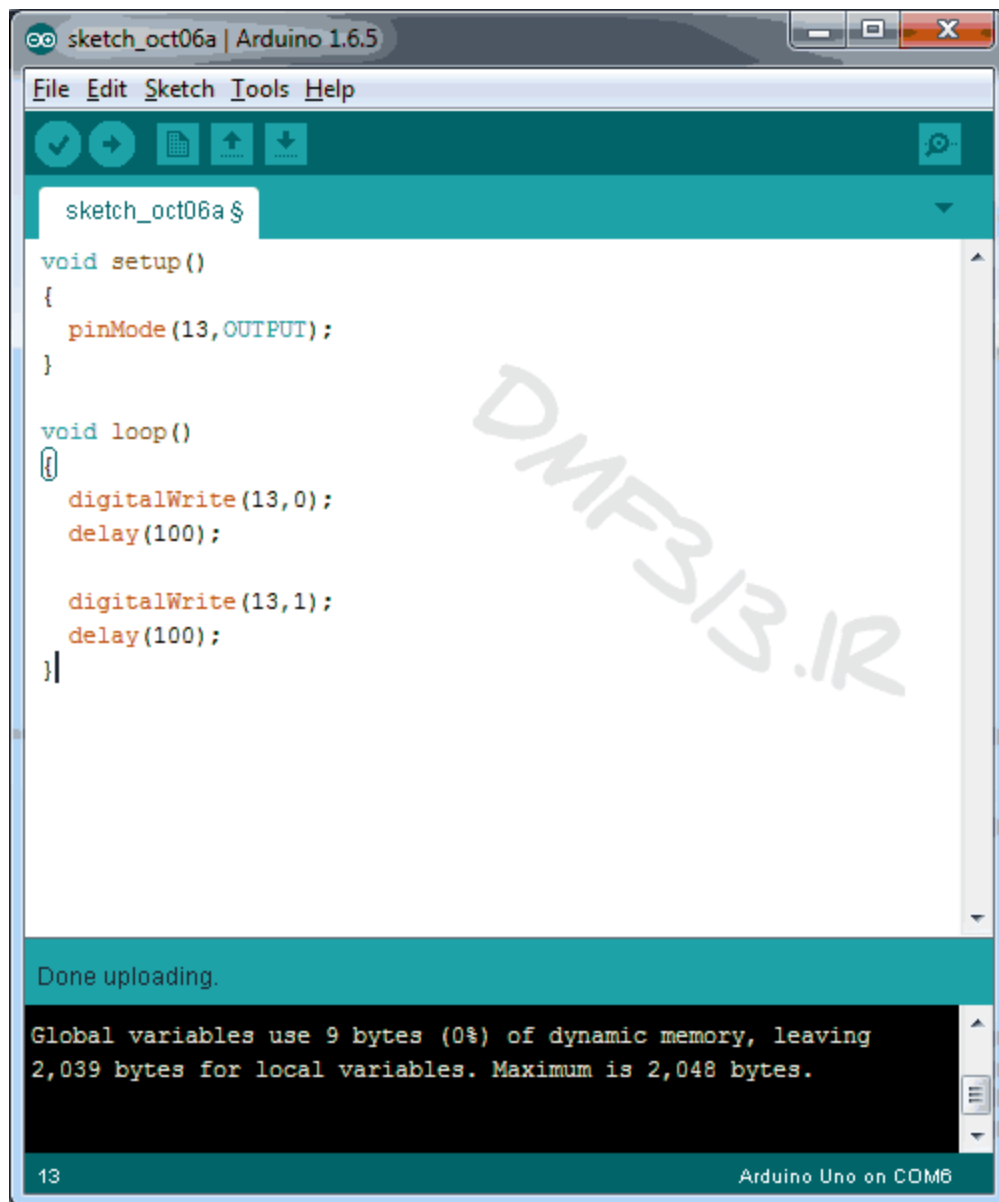 sketch_oct06a | Arduino 1.6.5
File Edit Sketch Tools Help
sketch_oct06a §
void setup()
{
  pinMode(13,OUTPUT);
}
void loop()
{
  digitalWrite(13,0);
  delay(100);
  digitalWrite(13,1);
  delay(100);
}
DMF313.IR
Done uploading.
Global variables use 9 bytes (0%) of dynamic memory, leaving
2,039 bytes for local variables. Maximum is 2,048 bytes.
13
Arduino Uno on COM6